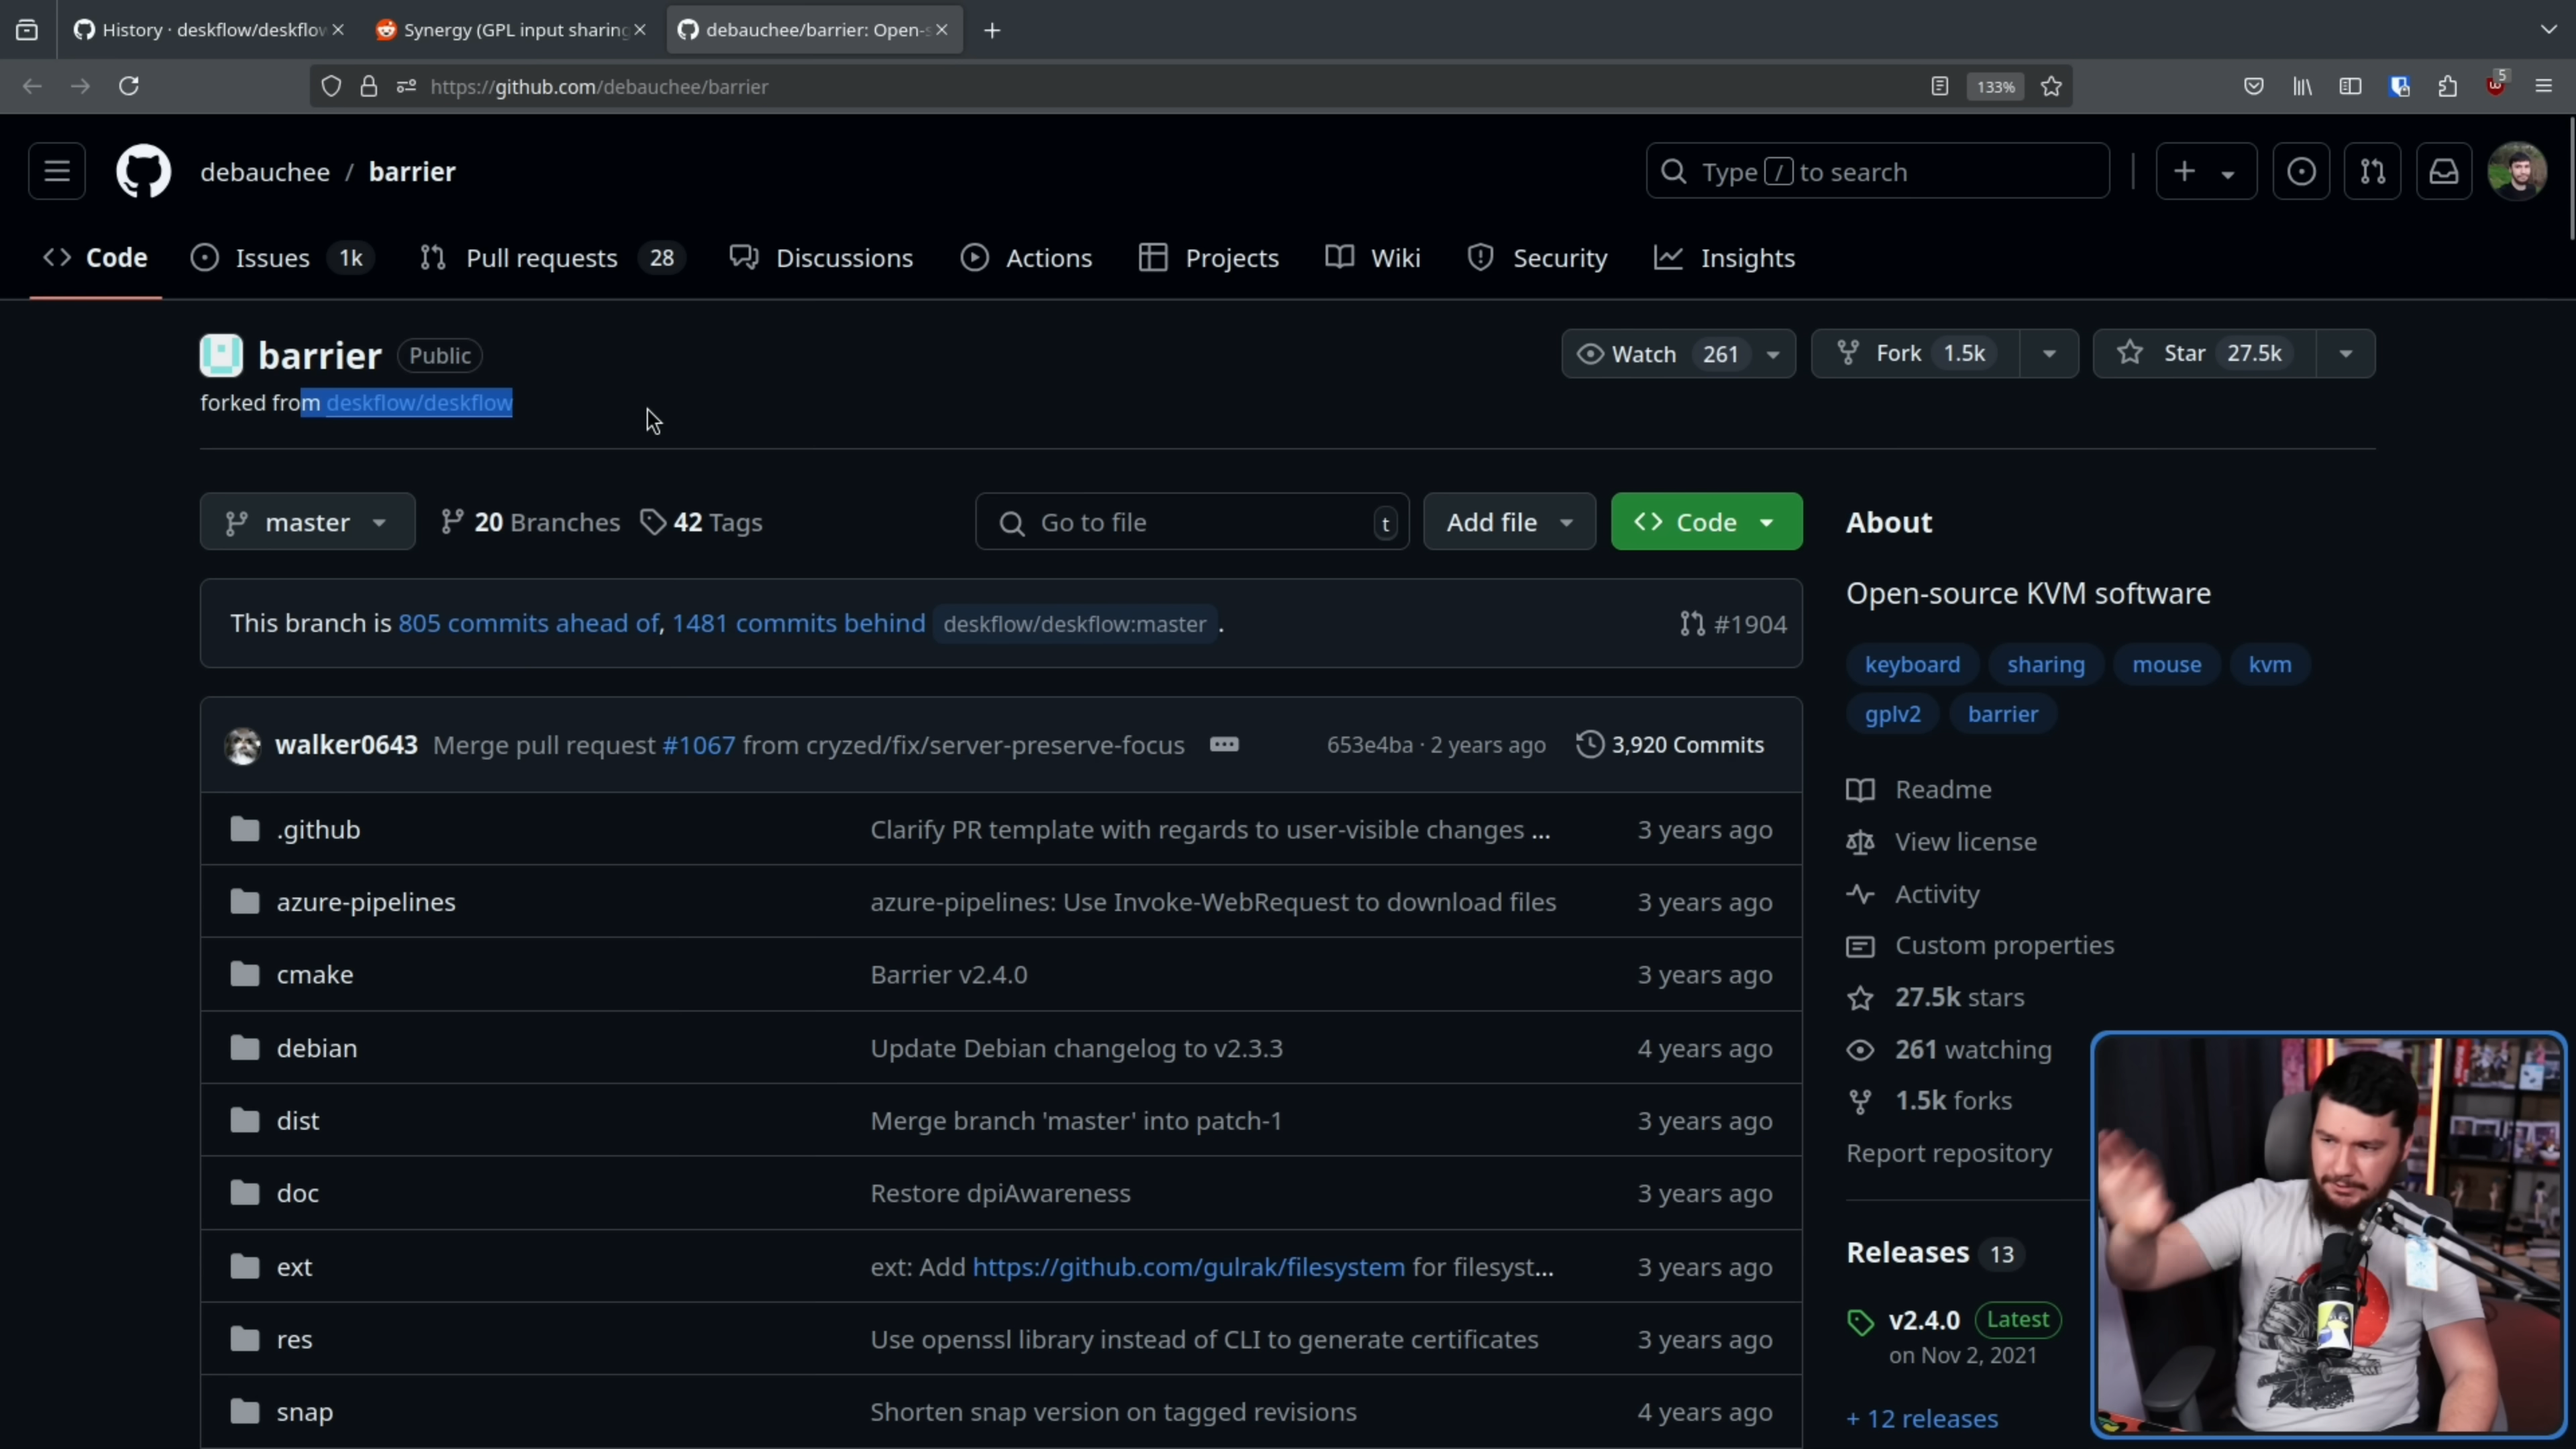 History · deskflow/deskflow
Synergy (GPL input sharing
debauchee/barrier: Open-s
https://github.com/debauchee/barrier
133%
5
debauchee / barrier
Type / to search
Code
Issues 1k
Pull requests 28
Discussions
Actions
Projects
Wiki
Security
Insights
barrier Public
Watch 261
Fork 1.5k
Star 27.5k
forked from deskflow/deskflow
master
20 Branches
42 Tags
Go to file t
Add file
Code
This branch is 805 commits ahead of, 1481 commits behind deskflow/deskflow:master .
#1904
walker0643 Merge pull request #1067 from cryzed/fix/server-preserve-focus 653e4ba · 2 years ago 3,920 Commits
.github Clarify PR template with regards to user-visible changes ... 3 years ago
azure-pipelines azure-pipelines: Use Invoke-WebRequest to download files 3 years ago
cmake Barrier v2.4.0 3 years ago
debian Update Debian changelog to v2.3.3 4 years ago
dist Merge branch 'master' into patch-1 3 years ago
doc Restore dpiAwareness 3 years ago
ext ext: Add https://github.com/gulrak/filesystem for filesyst... 3 years ago
res Use openssl library instead of CLI to generate certificates 3 years ago
snap Shorten snap version on tagged revisions 4 years ago
About
Open-source KVM software
keyboard sharing mouse kvm
gplv2 barrier
Readme
View license
Activity
Custom properties
27.5k stars
261 watching
1.5k forks
Report repository
Releases 13
v2.4.0 Latest
on Nov 2, 2021
+ 12 releases